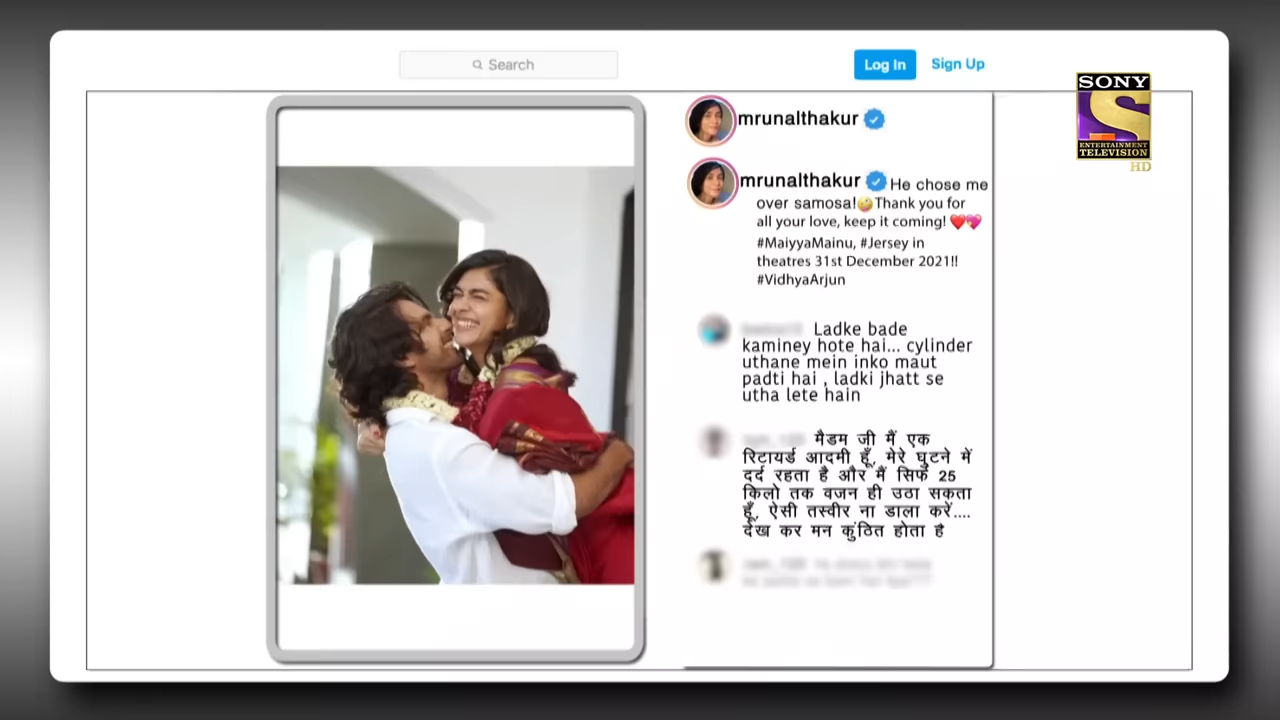 Search
Log In
Sign Up
SONY
ENTERTAINMENT
TELEVISION
HD
mrunalthakur
mrunalthakur He chose me
over samosa!🤪Thank you for
all your love, keep it coming! ❤️💖
#MaiyyaMainu, #Jersey in
theatres 31st December 2021!!
#VidhyaArjun
Ladke bade
kaminey hote hai... cylinder
uthane mein inko maut
padti hai , ladki jhatt se
utha lete hain
मैडम जी मैं एक
रिटायर्ड आदमी हूँ, मेरे घुटने में
दर्द रहता है और मैं सिर्फ 25
किलो तक वजन ही उठा सकता
हूँ, ऐसी तस्वीर ना डाला करें....
देख कर मन कुंठित होता है